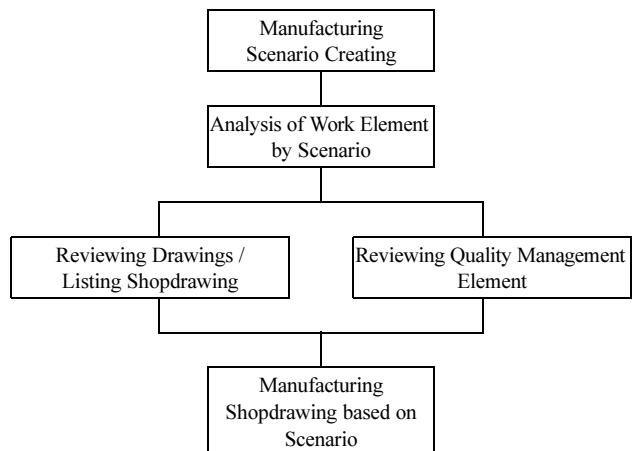 Manufacturing
Scenario Creating
Analysis of Work Element
by Scenario
Reviewing Drawings /
Listing Shopdrawing
Reviewing Quality Management
Element
Manufacturing
Shopdrawing based on
Scenario